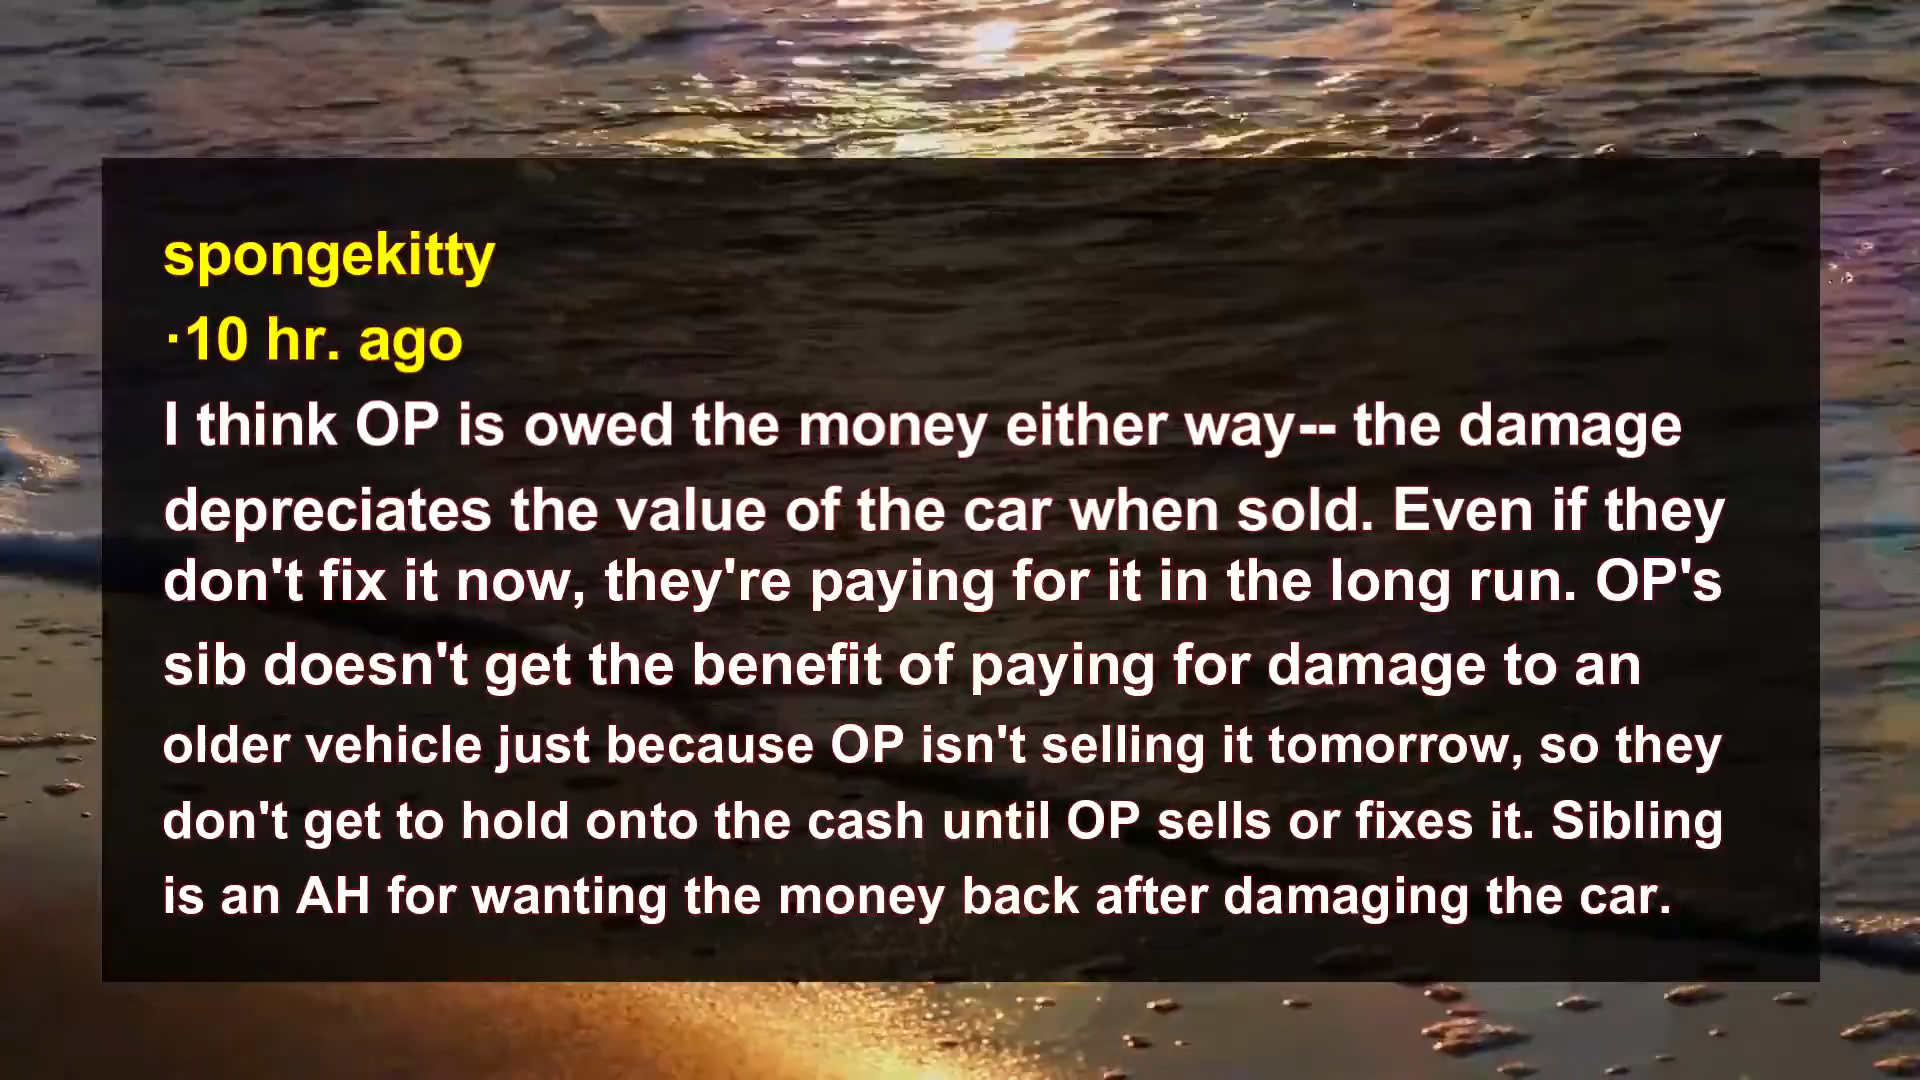 spongekitty
·10 hr. ago
I think OP is owed the money either way-- the damage
depreciates the value of the car when sold. Even if they
don't fix it now, they're paying for it in the long run. OP's
sib doesn't get the benefit of paying for damage to an
older vehicle just because OP isn't selling it tomorrow, so they
don't get to hold onto the cash until OP sells or fixes it. Sibling
is an AH for wanting the money back after damaging the car.